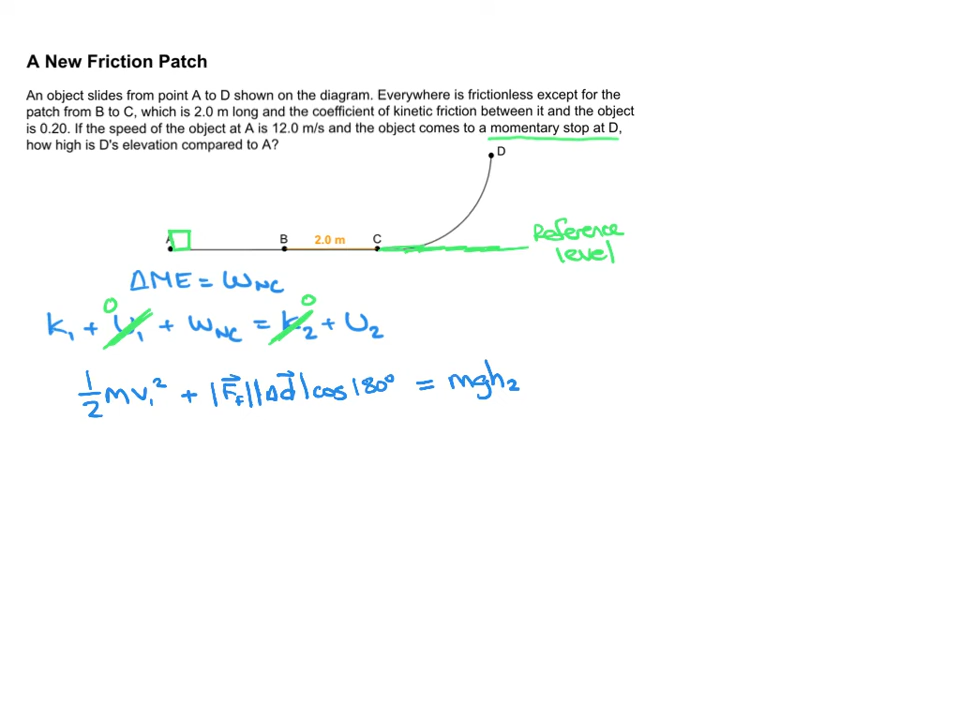 A New Friction Patch
An object slides from point A to D shown on the diagram. Everywhere is frictionless except for the
patch from B to C, which is 2.0 m long and the coefficient of kinetic friction between it and the object
is 0.20. If the speed of the object at A is 12.0 m/s and the object comes to a momentary stop at D,
how high is D's elevation compared to A?
D
A B 2.0 m C
Reference
level
ΔME = W_NC
0 0
K₁ + U₁ + W_NC = K₂ + U₂
1/2 mv₁² + |F⃗_f||Δd⃗|cos180° = mgh₂